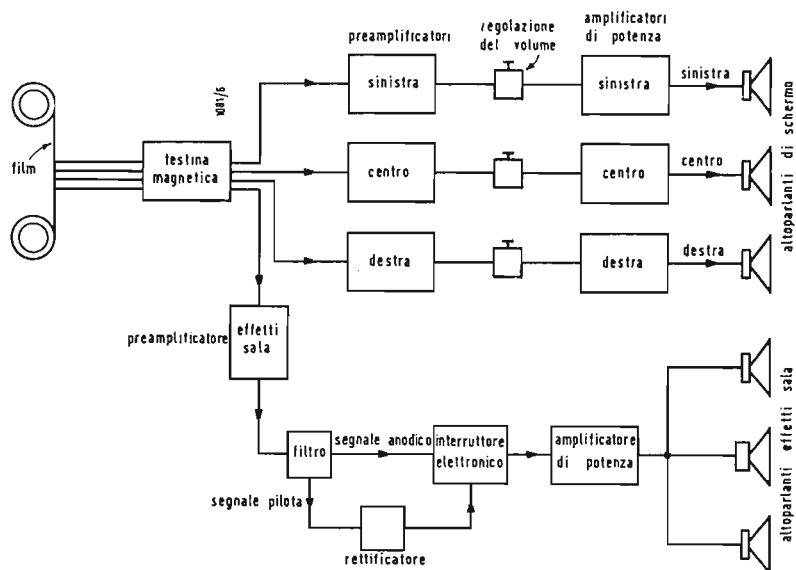 preamplificatori
regolazione
del volume
amplificatori
di potenza
sinistra
sinistra
sinistra
1081/6
film
testina
magnetica
centro
centro
centro
altoparlanti di schermo
destra
destra
destra
preamplificatore
effetti
sala
filtro
segnale anodico
interruttore
elettronico
amplificatore
di potenza
altoparlanti effetti sala
segnale pilota
rettificatore